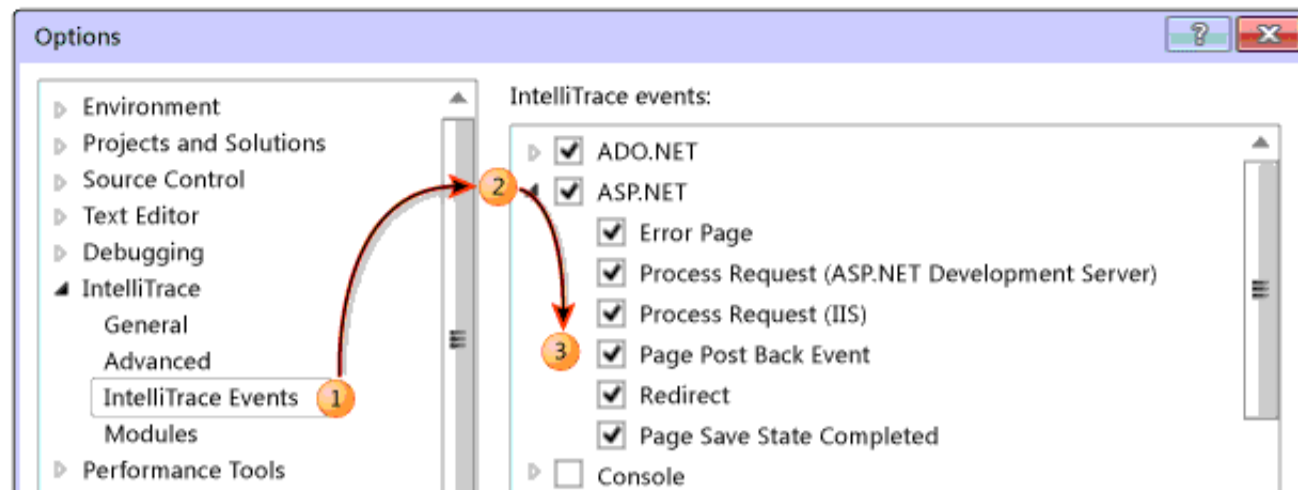 Options
?
Environment
Projects and Solutions
Source Control
Text Editor
Debugging
IntelliTrace
General
Advanced
IntelliTrace Events 1
Modules
Performance Tools
IntelliTrace events:
ADO.NET
2
ASP.NET
Error Page
Process Request (ASP.NET Development Server)
Process Request (IIS)
3
Page Post Back Event
Redirect
Page Save State Completed
Console